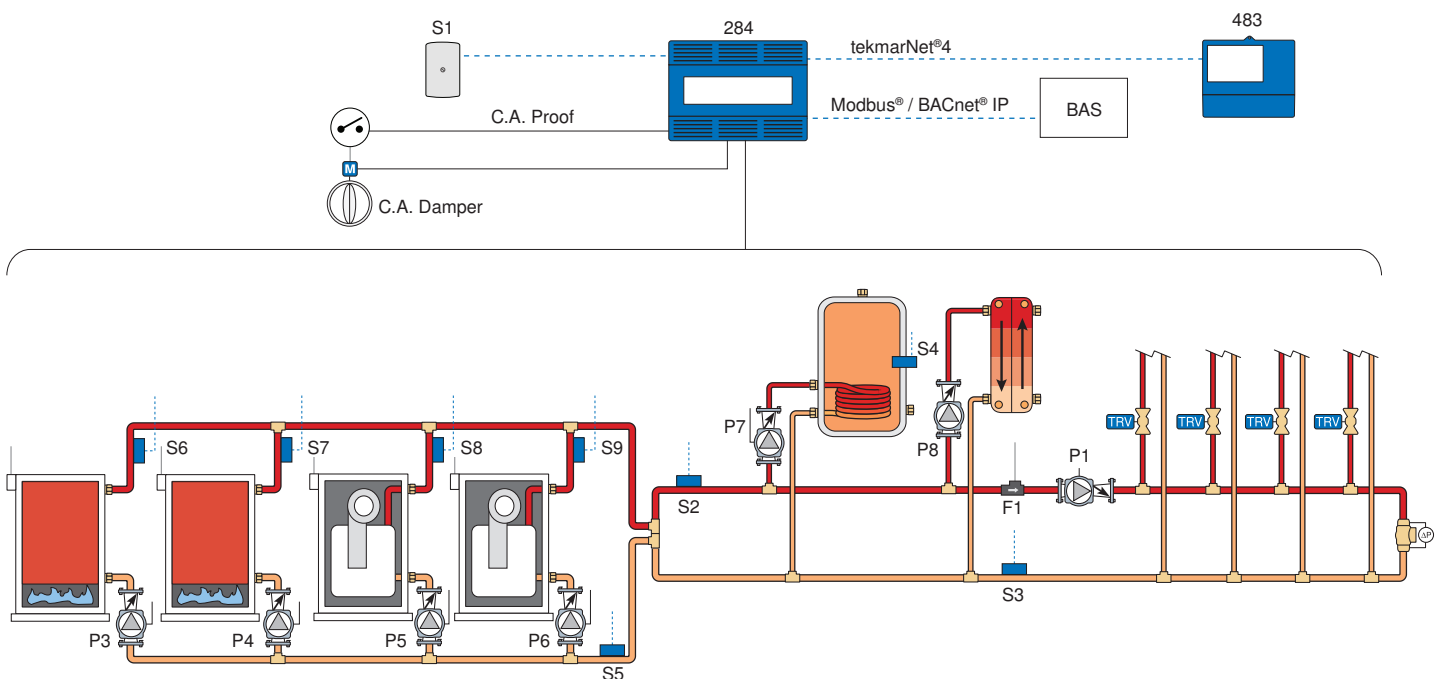 S1
284
483
tekmarNet®4
Modbus® / BACnet® IP
BAS
C.A. Proof
M
C.A. Damper
S4
P7
P8
TRV
TRV
TRV
TRV
S6
S7
S8
S9
S2
P1
F1
ΔP
S3
P3
P4
P5
P6
S5